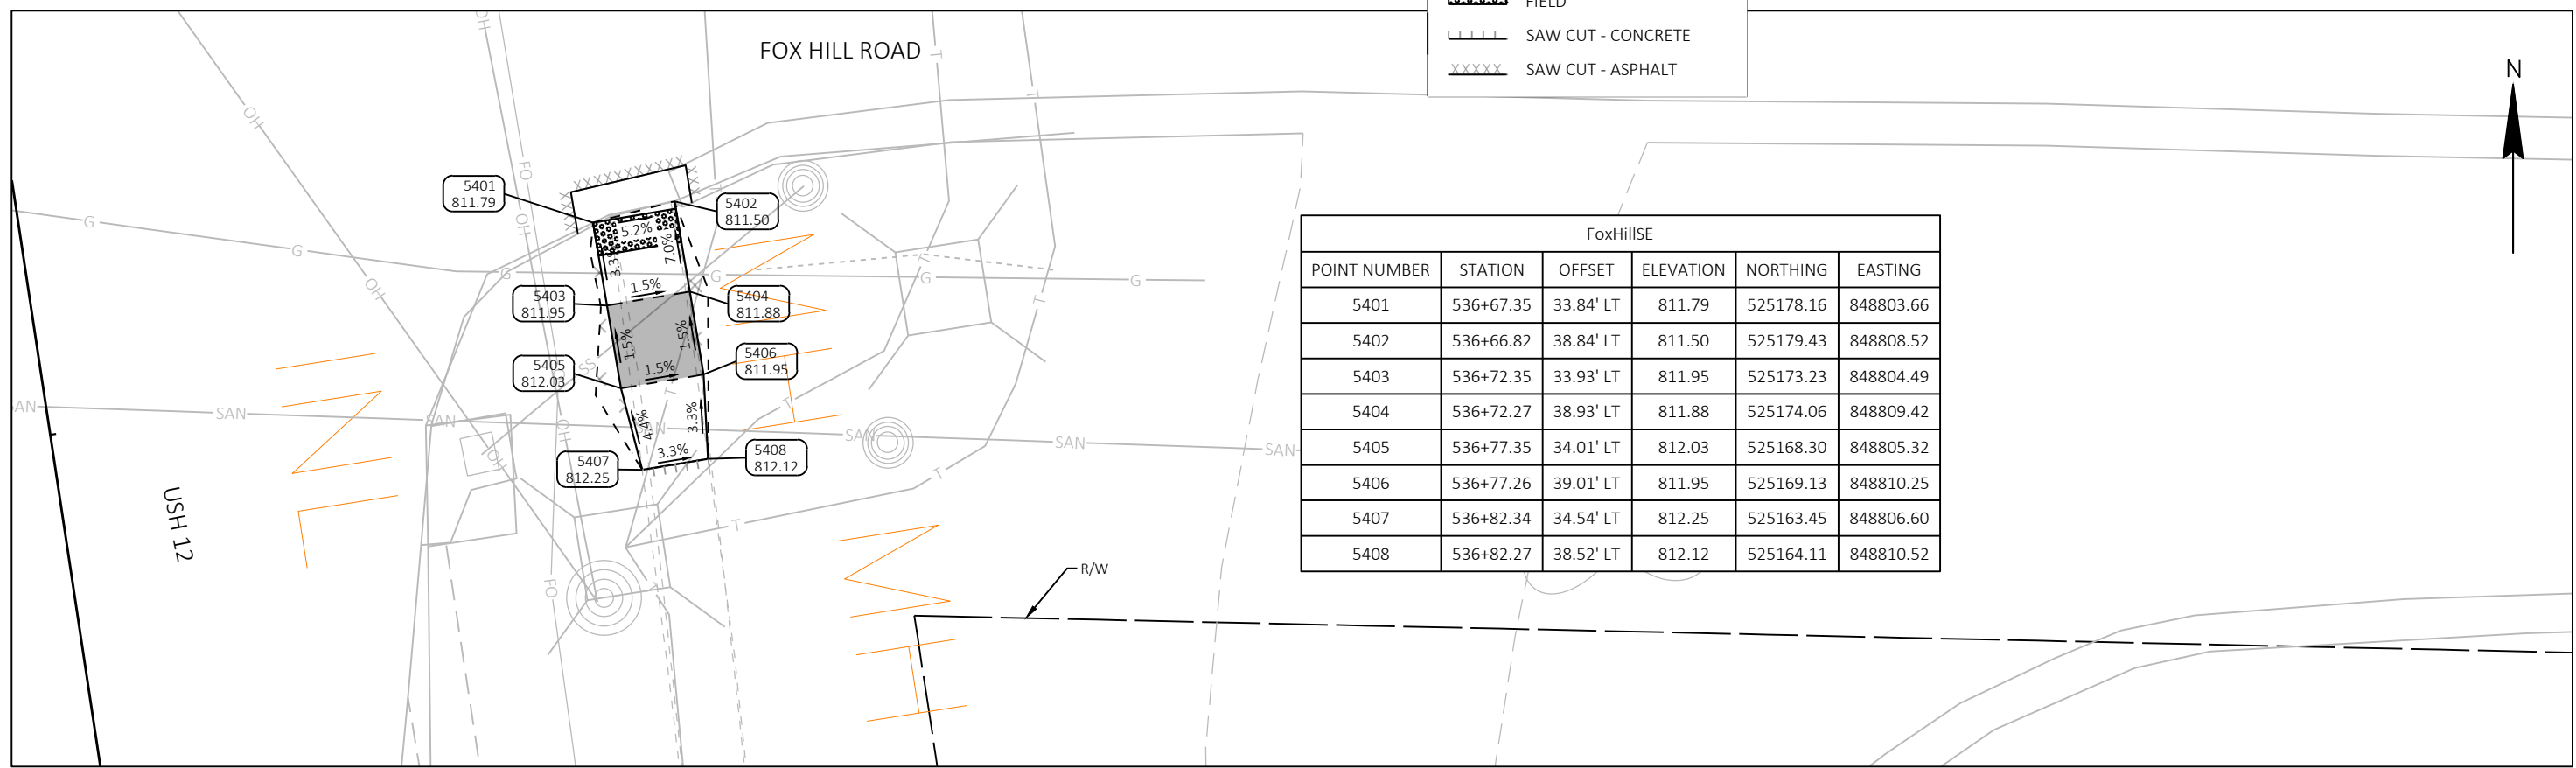 FIELD
SAW CUT - CONCRETE
XXXXX SAW CUT - ASPHALT
FOX HILL ROAD
N
OH
OH
T
T
OH
FO
OH
T
XXXXXXXXXXX
XXX
XXXX
5401
811.79
5402
811.50
5.2%
7.0%
3.3%
G
G
G
G
G
G
OH
1.5%
5403
811.95
5404
811.88
1.5%
1.5%
T
T
SS
5405
812.03
1.5%
5406
811.95
T
T
SAN
SAN
SAN
SAN
SAN
SAN
SAN
OH
OH
4.4%
3.3%
3.3%
5407
812.25
5408
812.12
T
T
FO
USH 12
R/W
FoxHillSE
POINT NUMBER STATION OFFSET ELEVATION NORTHING EASTING
5401 536+67.35 33.84' LT 811.79 525178.16 848803.66
5402 536+66.82 38.84' LT 811.50 525179.43 848808.52
5403 536+72.35 33.93' LT 811.95 525173.23 848804.49
5404 536+72.27 38.93' LT 811.88 525174.06 848809.42
5405 536+77.35 34.01' LT 812.03 525168.30 848805.32
5406 536+77.26 39.01' LT 811.95 525169.13 848810.25
5407 536+82.34 34.54' LT 812.25 525163.45 848806.60
5408 536+82.27 38.52' LT 812.12 525164.11 848810.52